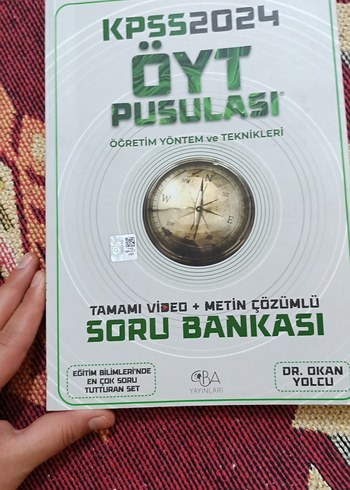 KPSS2024
ÖYT
PUSULASI®
ÖĞRETİM YÖNTEM ve TEKNİKLERİ
N
W
E
TAMAMI VİDEO + METİN ÇÖZÜMLÜ
SORU BANKASI
EĞİTİM BİLİMLERİ'NDE
EN ÇOK SORU
TUTTURAN SET
CBA
YAYINLARI
DR. OKAN
YOLCU